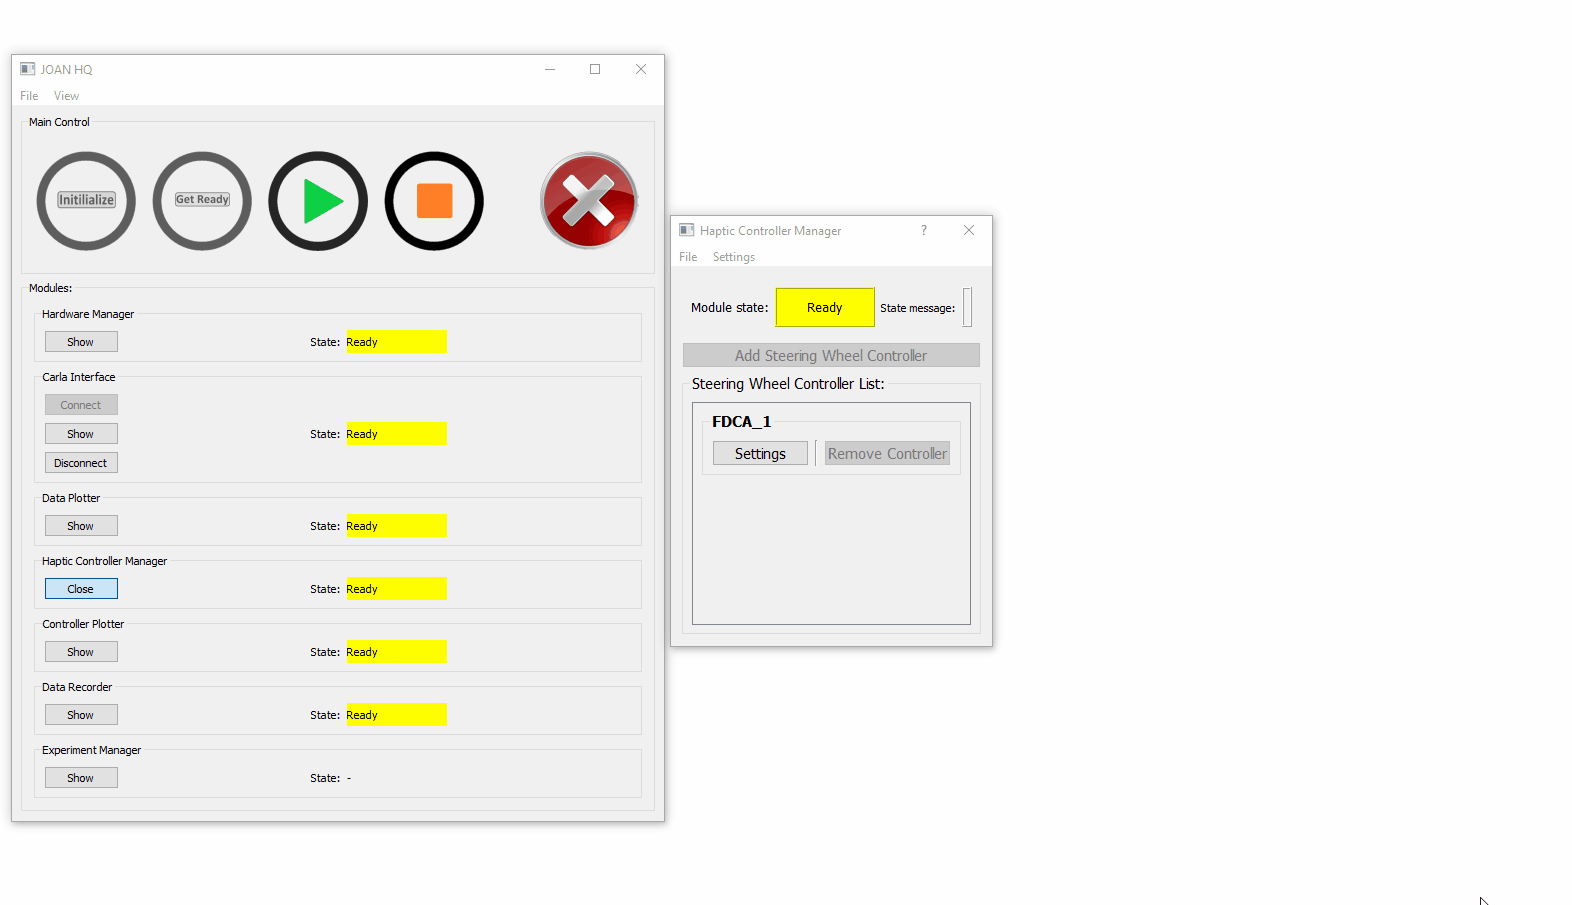 JOAN HQ
File View
Main Control
Initilialize
Get Ready
Modules:
Hardware Manager
Show State: Ready
Carla Interface
Connect
Show State: Ready
Disconnect
Data Plotter
Show State: Ready
Haptic Controller Manager
Close State: Ready
Controller Plotter
Show State: Ready
Data Recorder
Show State: Ready
Experiment Manager
Show State: -
Haptic Controller Manager ?
File Settings
Module state: Ready State message:
Add Steering Wheel Controller
Steering Wheel Controller List:
FDCA_1
Settings Remove Controller